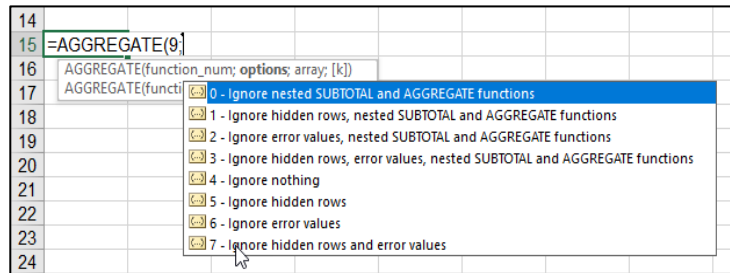 14
15 =AGGREGATE(9;
16 AGGREGATE(function_num; options; array; [k])
17 AGGREGATE(functi
0 - Ignore nested SUBTOTAL and AGGREGATE functions
18 1 - Ignore hidden rows, nested SUBTOTAL and AGGREGATE functions
19 2 - Ignore error values, nested SUBTOTAL and AGGREGATE functions
20 3 - Ignore hidden rows, error values, nested SUBTOTAL and AGGREGATE functions
21 4 - Ignore nothing
22 5 - Ignore hidden rows
23 6 - Ignore error values
24 7 - Ignore hidden rows and error values